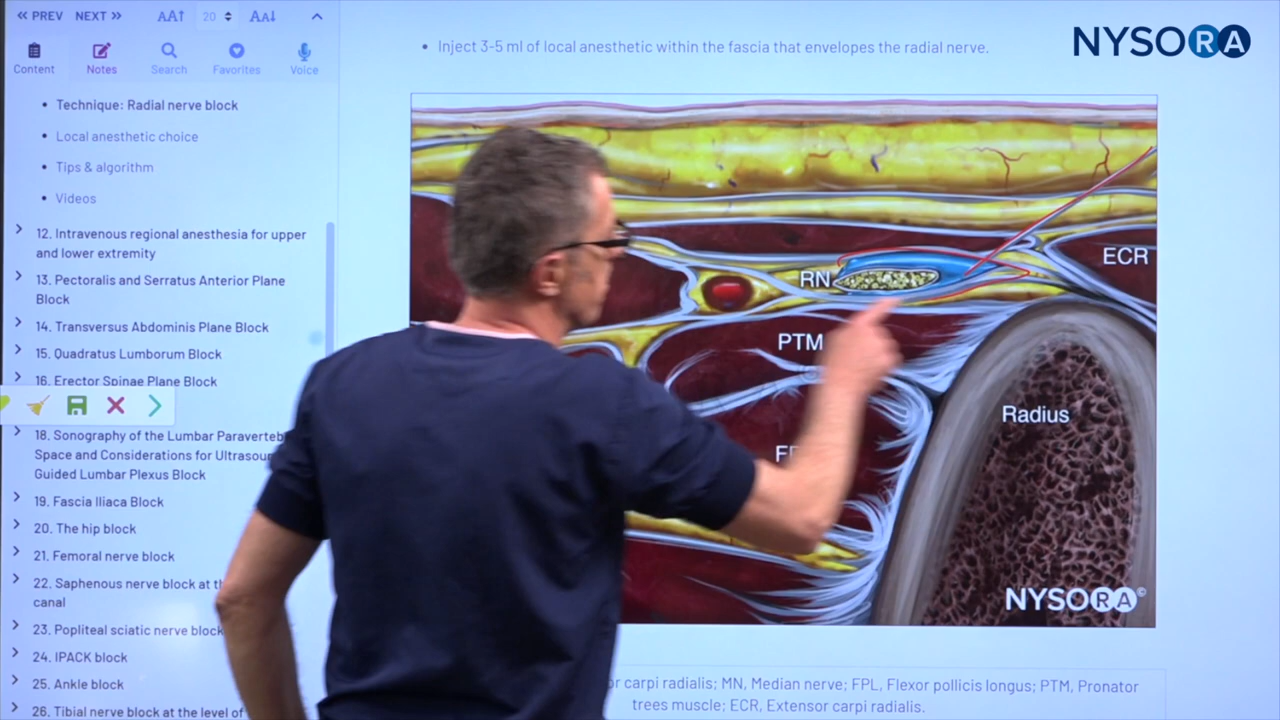 PREV NEXT AA 20 AA
Content Notes Search Favorites Voice
Technique: Radial nerve block
Local anesthetic choice
Tips & algorithm
Videos
12. Intravenous regional anesthesia for upper
and lower extremity
13. Pectoralis and Serratus Anterior Plane
Block
14. Transversus Abdominis Plane Block
15. Quadratus Lumborum Block
16. Erector Spinae Plane Block
18. Sonography of the Lumbar
Space and Considerations for
Guided Lumbar Plexus Block
19. Fascia Iliaca Block
20. The hip block
21. Femoral nerve block
22. Saphenous nerve block at
canal
23. Popliteal sciatic nerve block
24. IPACK block
25. Ankle block
26. Tibial nerve block at the level of
NYSORA
Inject 3-5 ml of local anesthetic within the fascia that envelopes the radial nerve.
RN
ECR
PTM
Radius
NYSORA©
carpi radialis; MN, Median nerve; FPL, Flexor pollicis longus; PTM, Pronator
trees muscle; ECR, Extensor carpi radialis.